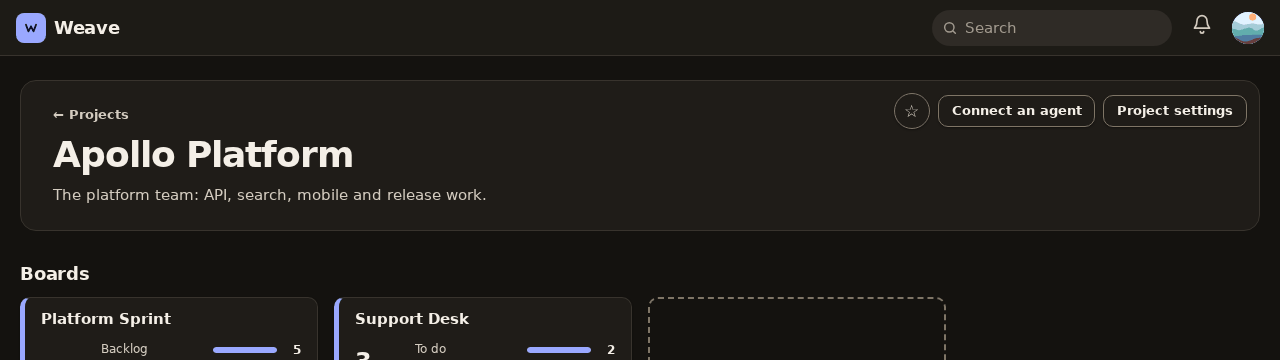 W Weave
Search
← Projects
☆ Connect an agent Project settings
Apollo Platform
The platform team: API, search, mobile and release work.
Boards
Platform Sprint
Backlog 5
Support Desk
3 To do 2